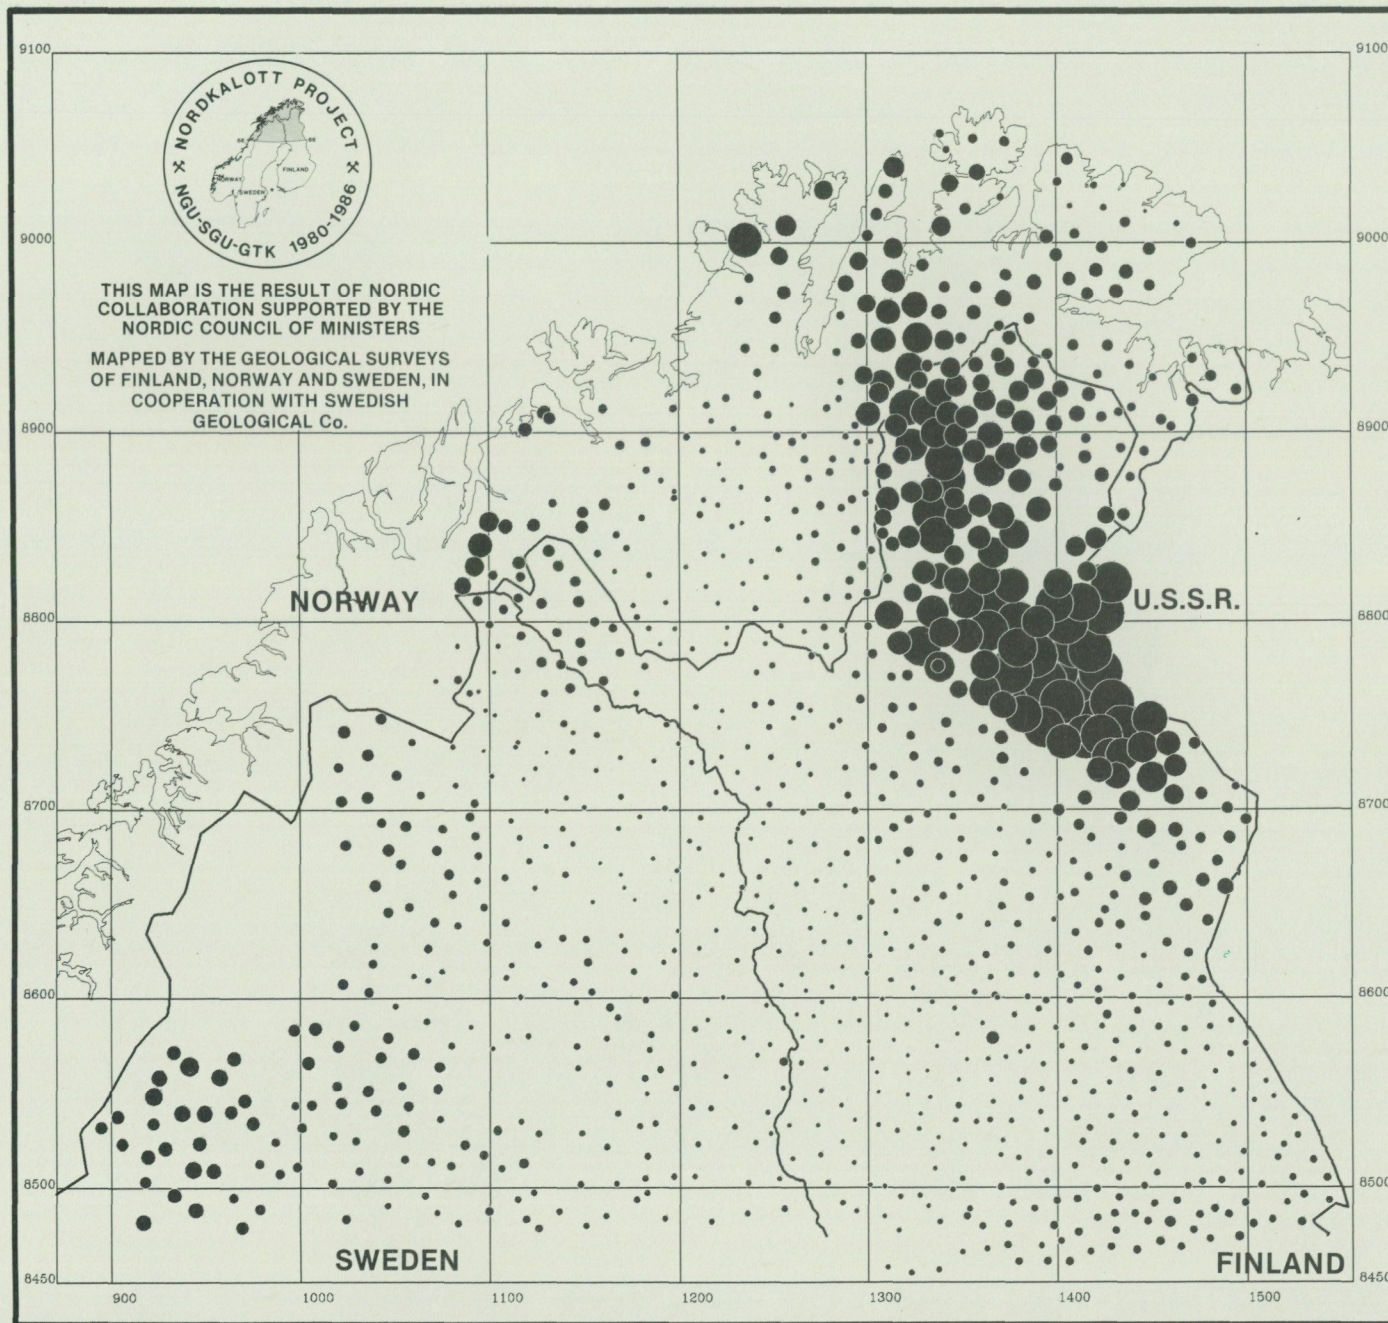 9100
9100
NORDKALOTT PROJECT
NGU-SGU-GTK 1980-1986
66
66
NORWAY
SWEDEN
FINLAND
9000
9000
THIS MAP IS THE RESULT OF NORDIC
COLLABORATION SUPPORTED BY THE
NORDIC COUNCIL OF MINISTERS
MAPPED BY THE GEOLOGICAL SURVEYS
OF FINLAND, NORWAY AND SWEDEN, IN
COOPERATION WITH SWEDISH
GEOLOGICAL Co.
8900
8900
NORWAY
U.S.S.R.
8800
8800
8700
8700
8600
8600
8500
8500
SWEDEN
FINLAND
8450
8450
900 1000 1100 1200 1300 1400 1500